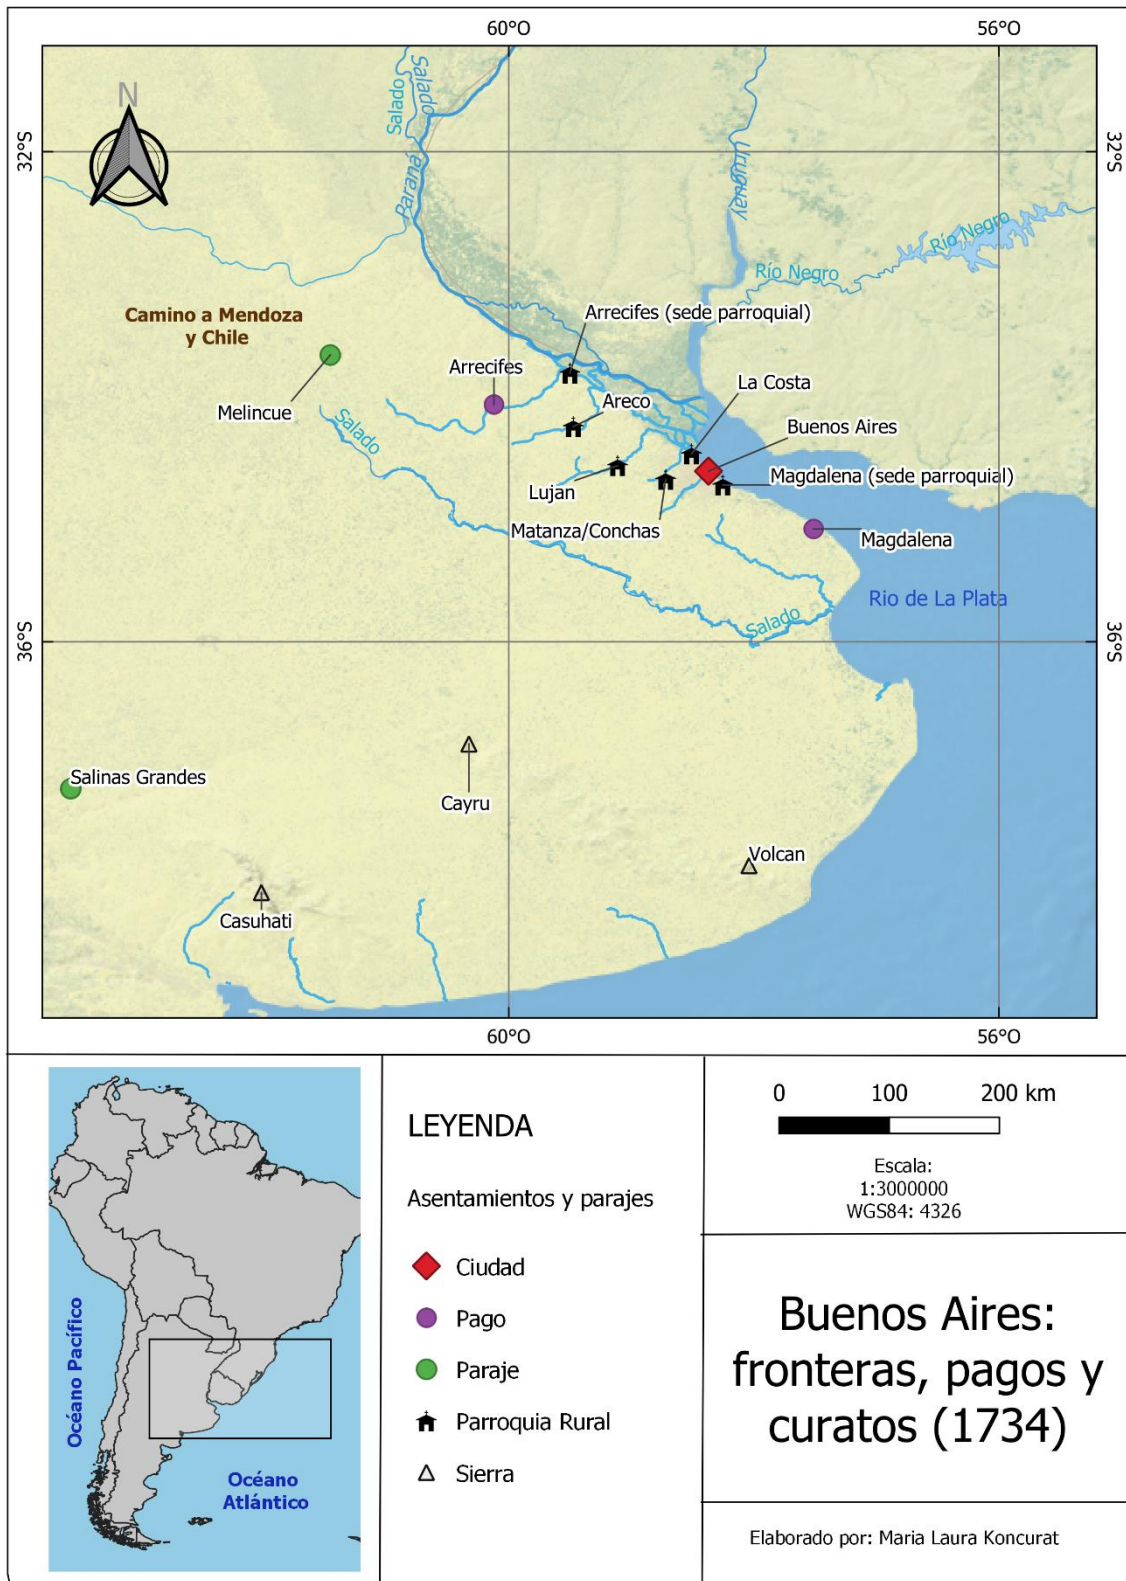 60°O
56°O
N
32°S
32°S
Salado
Salado
Paraná
Uruguay
Río Negro
Río Negro
Camino a Mendoza
y Chile
Arrecifes (sede parroquial)
Arrecifes
La Costa
Melincue
Areco
Buenos Aires
Salado
Lujan
Magdalena (sede parroquial)
Matanza/Conchas
Magdalena
Rio de La Plata
Salado
36°S
36°S
Salinas Grandes
Cayru
Volcan
Casuhati
60°O
56°O
Océano Pacífico
Océano
Atlántico
LEYENDA
Asentamientos y parajes
Ciudad
Pago
Paraje
Parroquia Rural
Sierra
0 100 200 km
Escala:
1:3000000
WGS84: 4326
Buenos Aires:
fronteras, pagos y
curatos (1734)
Elaborado por: Maria Laura Koncurat